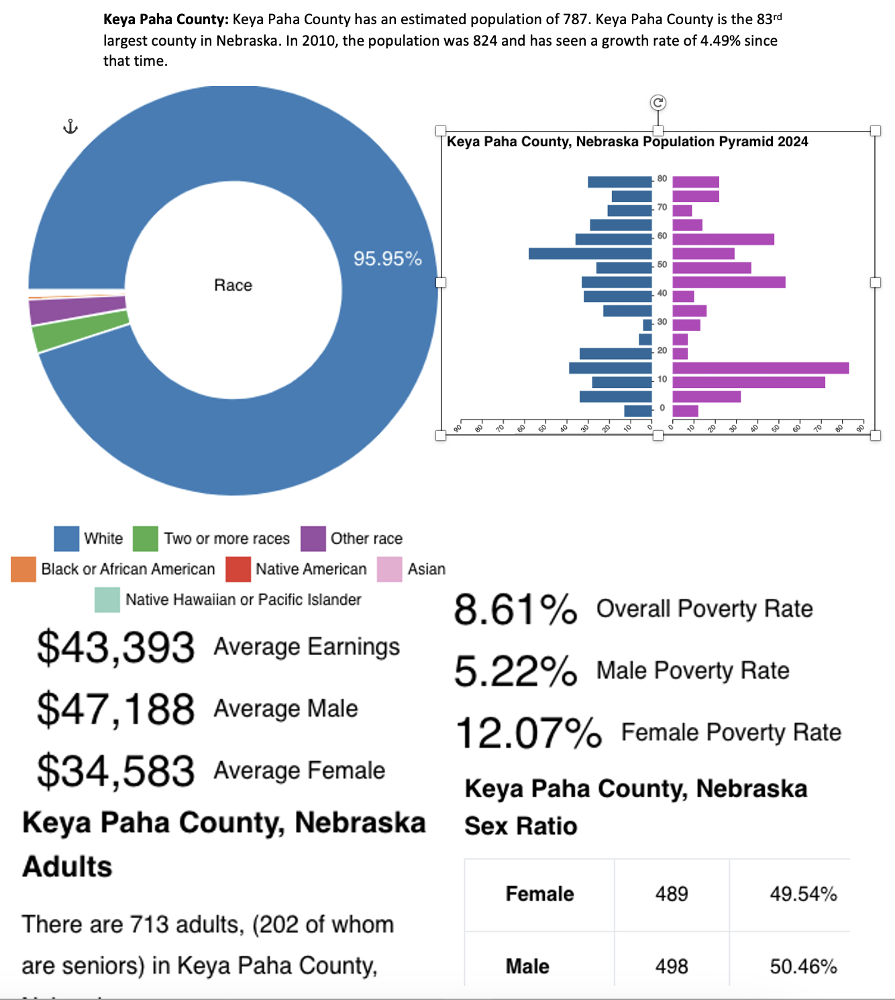 Keya Paha County: Keya Paha County has an estimated population of 787. Keya Paha County is the 83rd
largest county in Nebraska. In 2010, the population was 824 and has seen a growth rate of 4.49% since
that time.
95.95%
Race
Keya Paha County, Nebraska Population Pyramid 2024
80
70
60
50
40
30
20
10
0
90 80 70 60 50 40 30 20 10 0 0 10 20 30 40 50 60 70 80 90
White Two or more races Other race
Black or African American Native American Asian
Native Hawaiian or Pacific Islander
$43,393 Average Earnings
$47,188 Average Male
$34,583 Average Female
Keya Paha County, Nebraska
Adults
There are 713 adults, (202 of whom
are seniors) in Keya Paha County,
8.61% Overall Poverty Rate
5.22% Male Poverty Rate
12.07% Female Poverty Rate
Keya Paha County, Nebraska
Sex Ratio
Female 489 49.54%
Male 498 50.46%